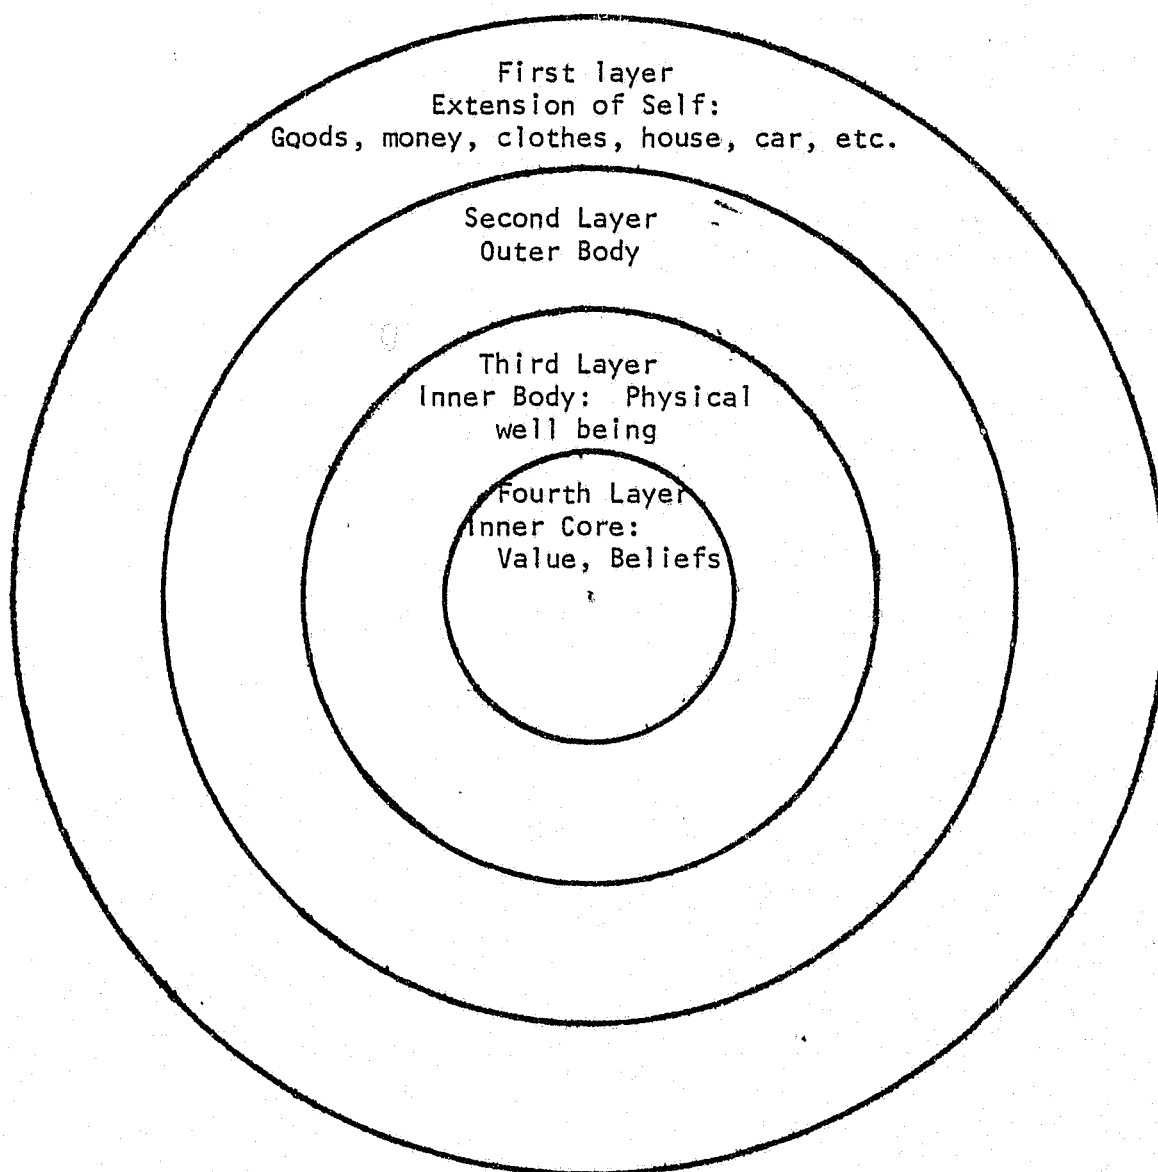 First layer
Extension of Self:
Goods, money, clothes, house, car, etc.
Second Layer
Outer Body
Third Layer
Inner Body: Physical
well being
Fourth Layer
Inner Core:
Value, Beliefs